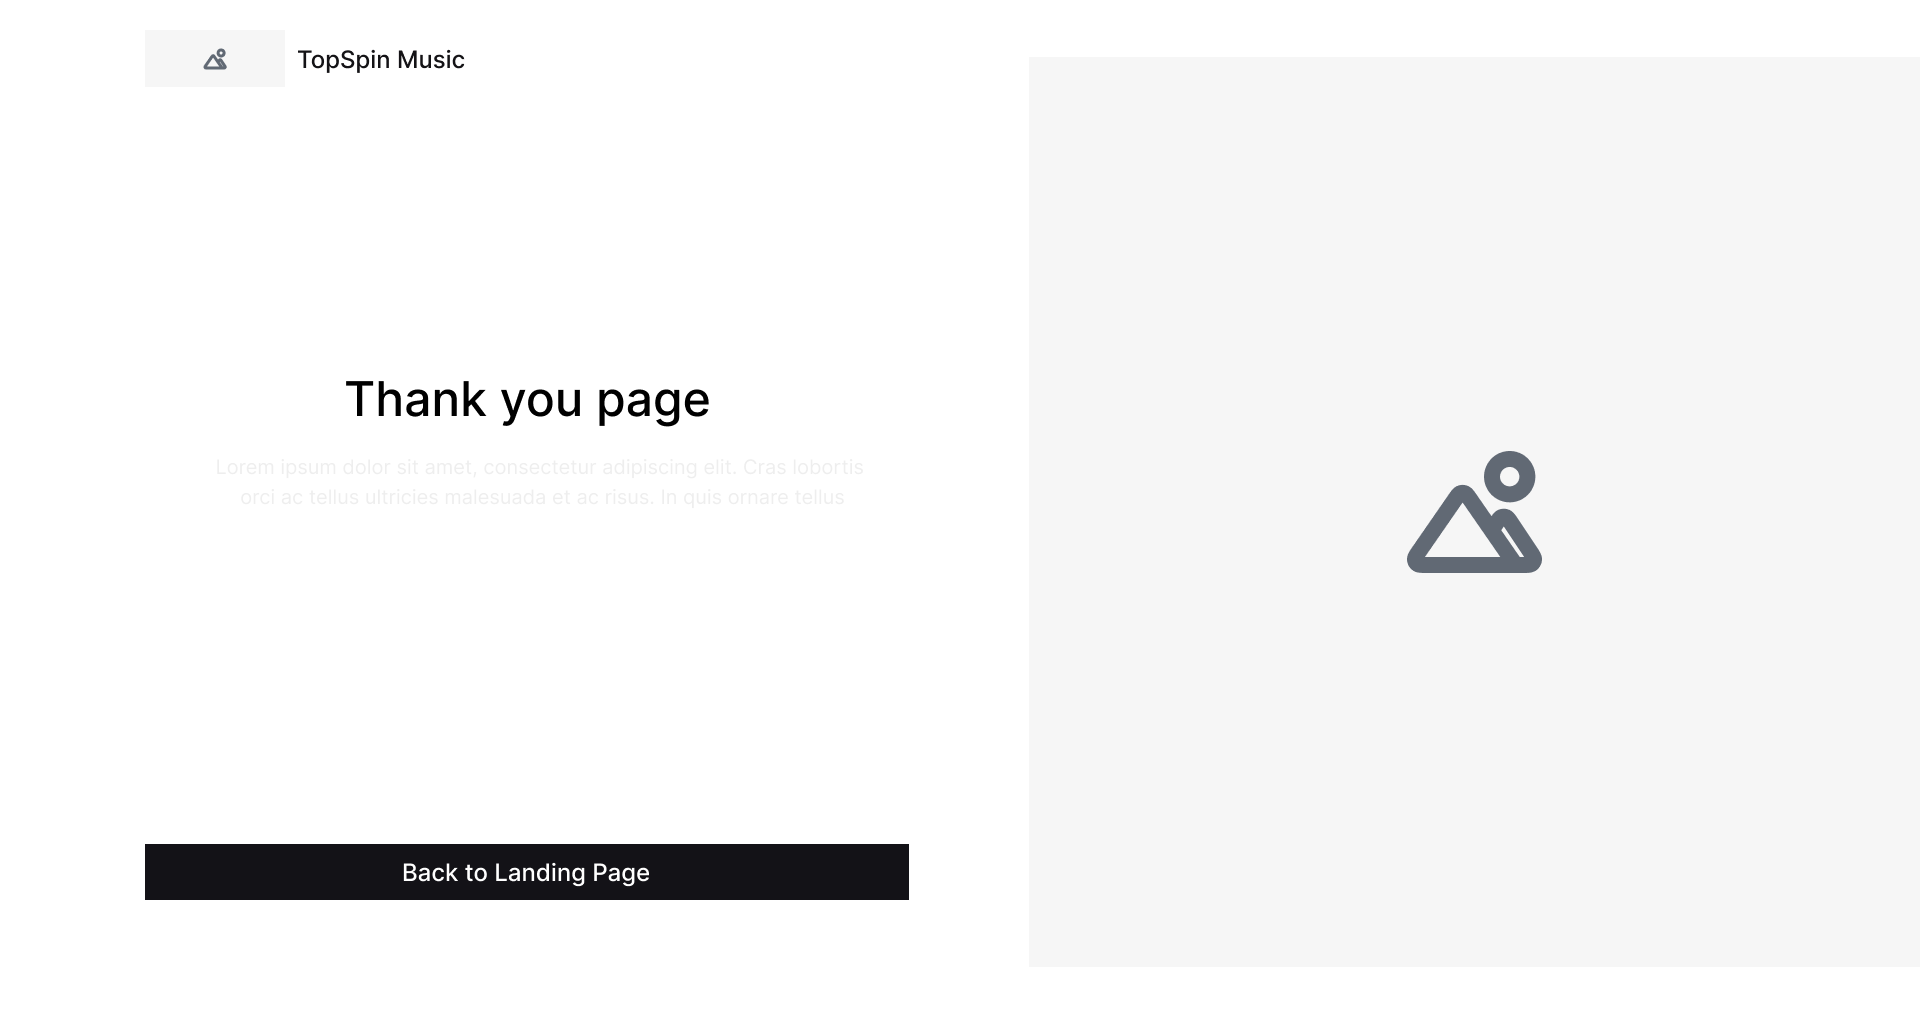 TopSpin Music
Thank you page
Lorem ipsum dolor sit amet, consectetur adipiscing elit. Cras lobortis
orci ac tellus ultricies malesuada et ac risus. In quis ornare tellus
Back to Landing Page